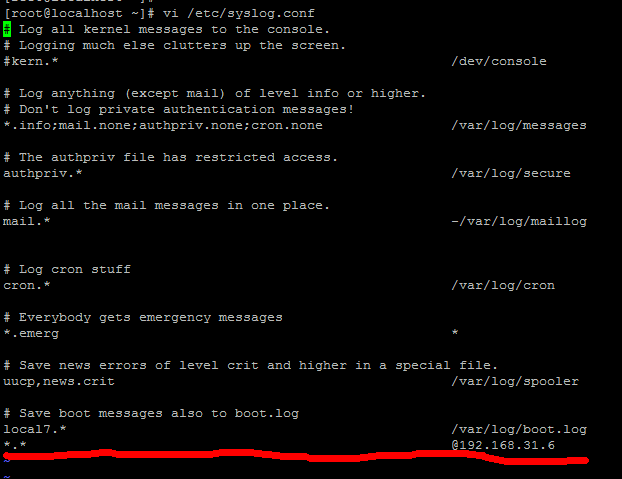 [root@localhost ~]# vi /etc/syslog.conf
# Log all kernel messages to the console.
# Logging much else clutters up the screen.
#kern.* /dev/console
# Log anything (except mail) of level info or higher.
# Don't log private authentication messages!
*.info;mail.none;authpriv.none;cron.none /var/log/messages
# The authpriv file has restricted access.
authpriv.* /var/log/secure
# Log all the mail messages in one place.
mail.* -/var/log/maillog
# Log cron stuff
cron.* /var/log/cron
# Everybody gets emergency messages
*.emerg *
# Save news errors of level crit and higher in a special file.
uucp,news.crit /var/log/spooler
# Save boot messages also to boot.log
local7.* /var/log/boot.log
*.* @192.168.31.6
~
~